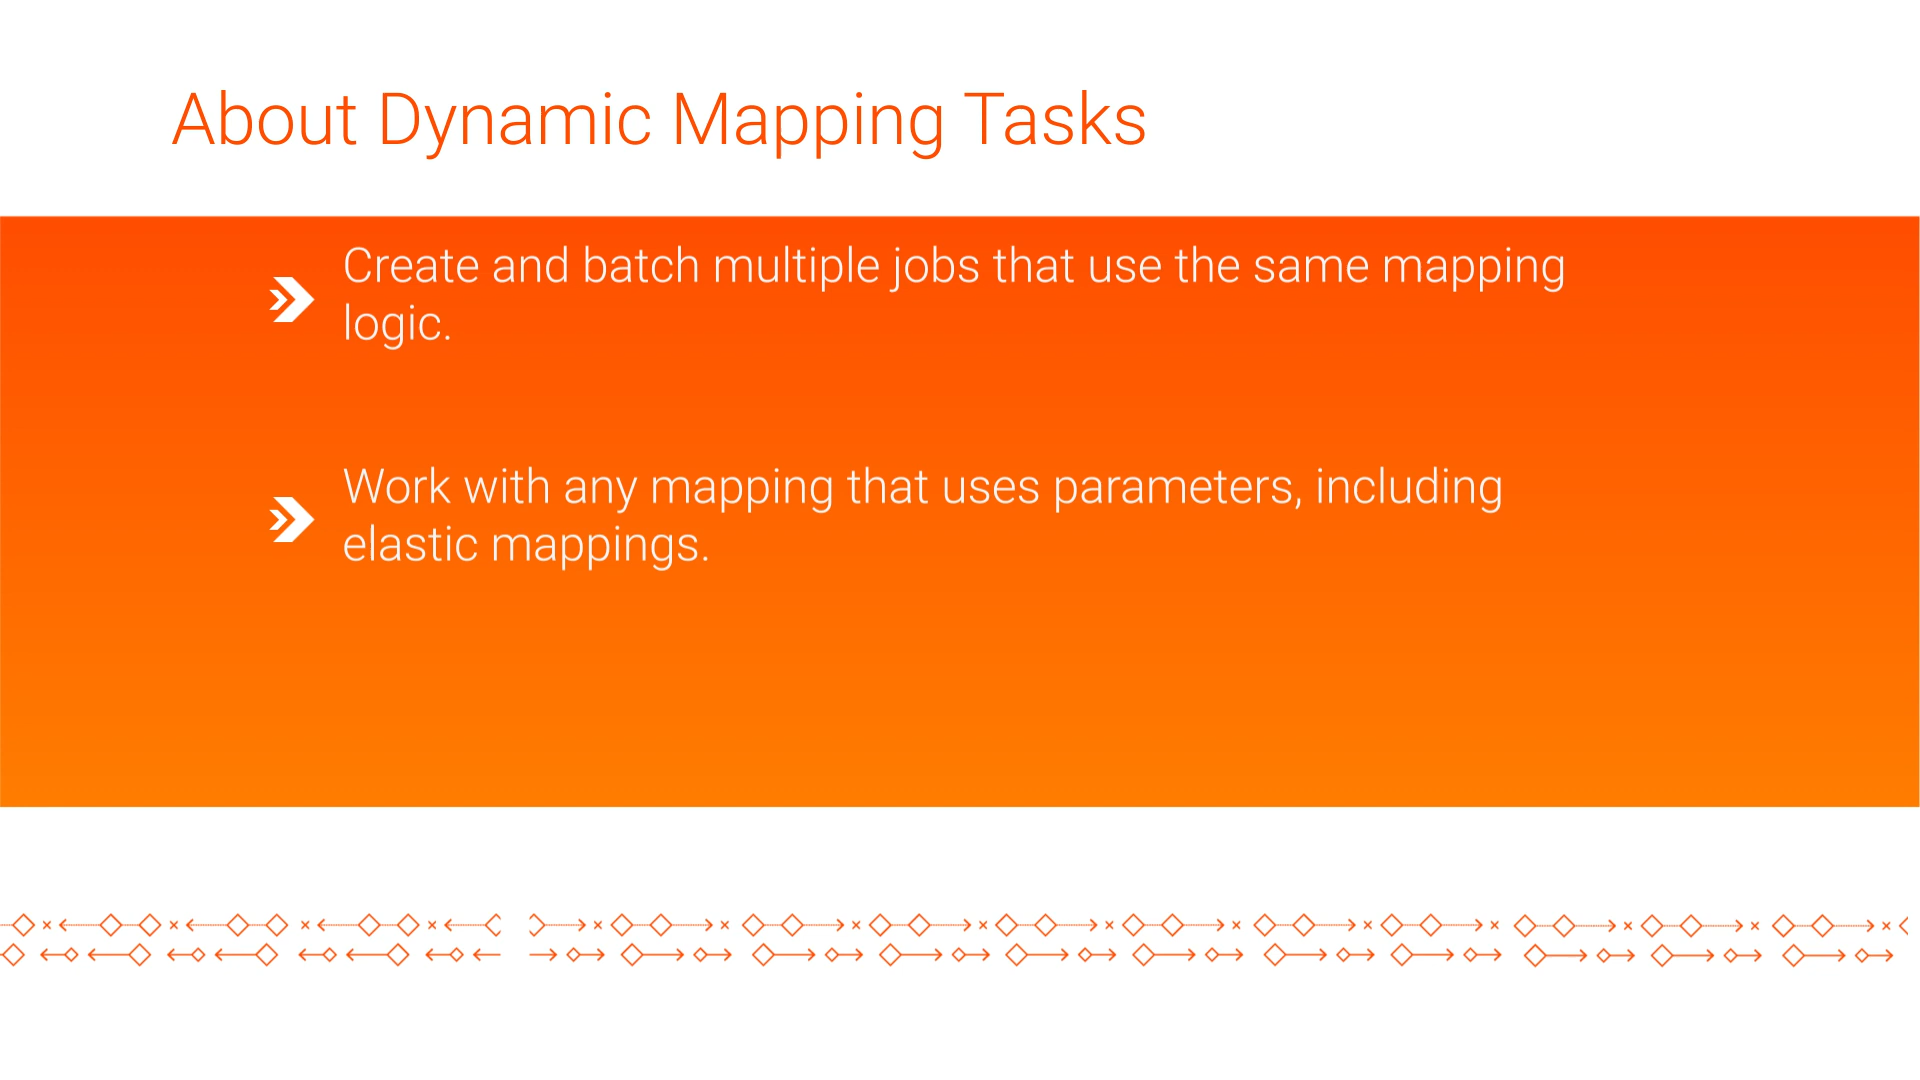 About Dynamic Mapping Tasks
Create and batch multiple jobs that use the same mapping
logic.
Work with any mapping that uses parameters, including
elastic mappings.